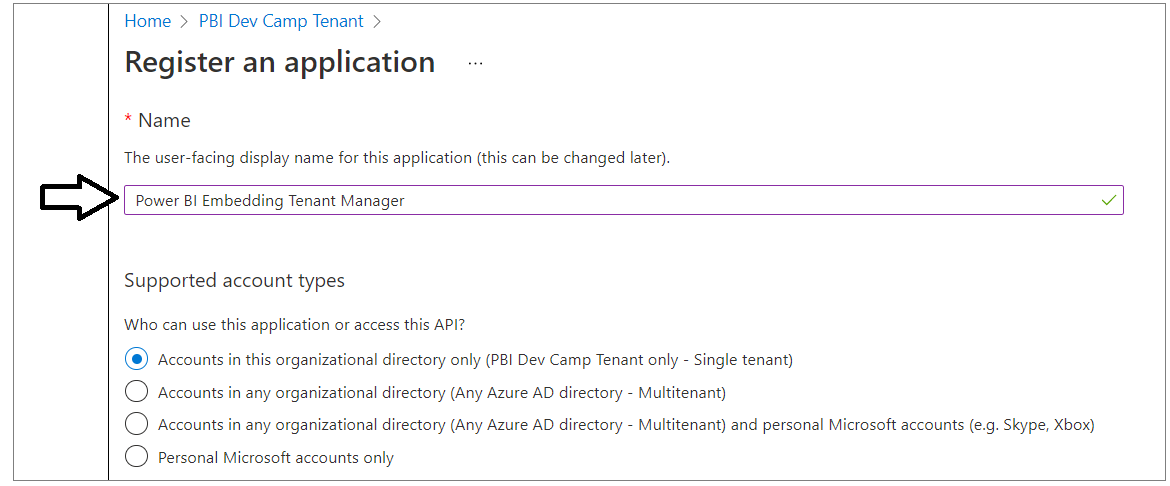 Home > PBI Dev Camp Tenant >
Register an application ...
* Name
The user-facing display name for this application (this can be changed later).
Power BI Embedding Tenant Manager
Supported account types
Who can use this application or access this API?
Accounts in this organizational directory only (PBI Dev Camp Tenant only - Single tenant)
Accounts in any organizational directory (Any Azure AD directory - Multitenant)
Accounts in any organizational directory (Any Azure AD directory - Multitenant) and personal Microsoft accounts (e.g. Skype, Xbox)
Personal Microsoft accounts only